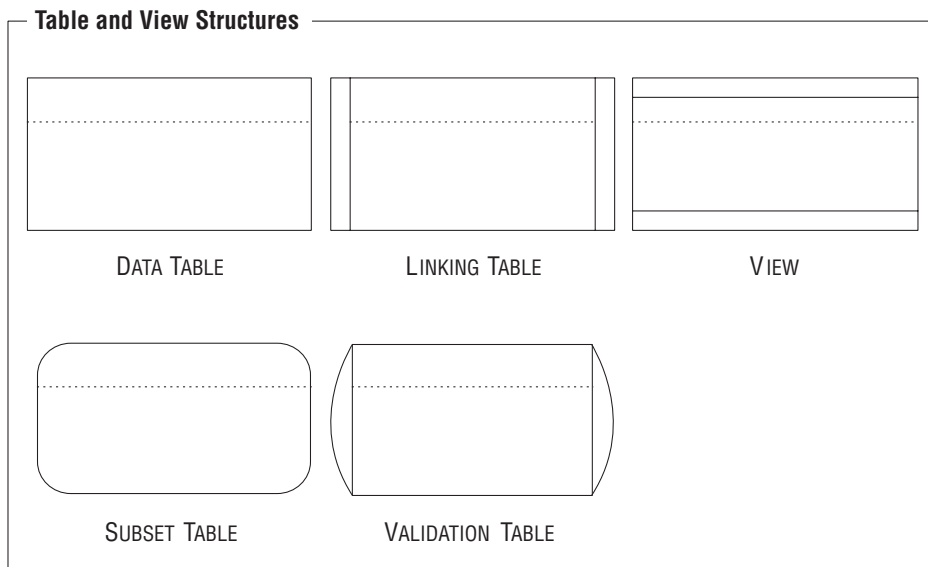 Table and View Structures
DATA TABLE
LINKING TABLE
VIEW
SUBSET TABLE
VALIDATION TABLE